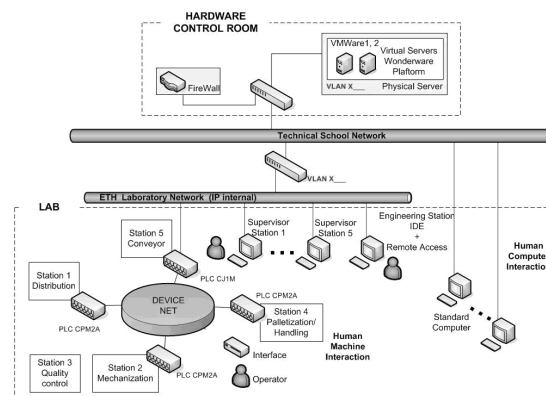 HARDWARE
CONTROL ROOM
VMWare1, 2
Virtual Servers
Wonderware
Plaftorm
VLAN X___
Physical Server
FireWall
Technical School Network
VLAN X___
ETH Laboratory Network (IP internal)
LAB
Station 5
Conveyor
Supervisor
Station 1
Supervisor
Station 5
Engineering Station
IDE
+
Remote Access
Human
Compute
Interactio
PLC CJ1M
Station 1
Distribution
PLC CPM2A
DEVICE
NET
PLC CPM2A
Station 4
Palletization/
Handling
Human
Machine
Interaction
Standard
Computer
Station 3
Quality
control
Station 2
Mechanization
PLC CPM2A
Interface
Operator